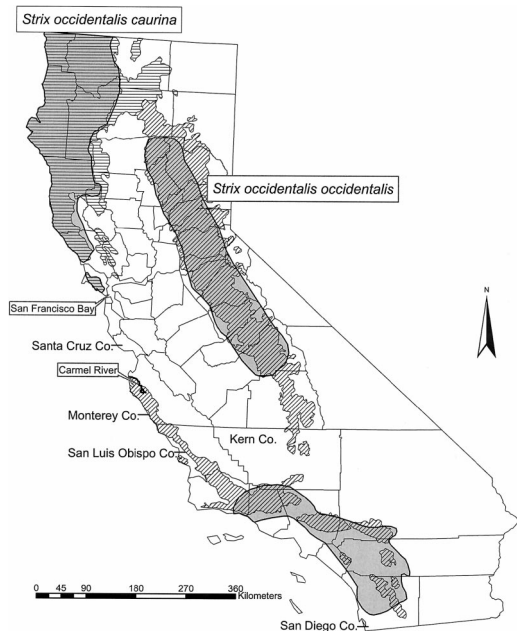 Strix occidentalis caurina
Strix occidentalis occidentalis
N
San Francisco Bay
Santa Cruz Co.
Carmel River
Monterey Co.
Kern Co.
San Luis Obispo Co.
0 45 90 180 270 360
Kilometers
San Diego Co.